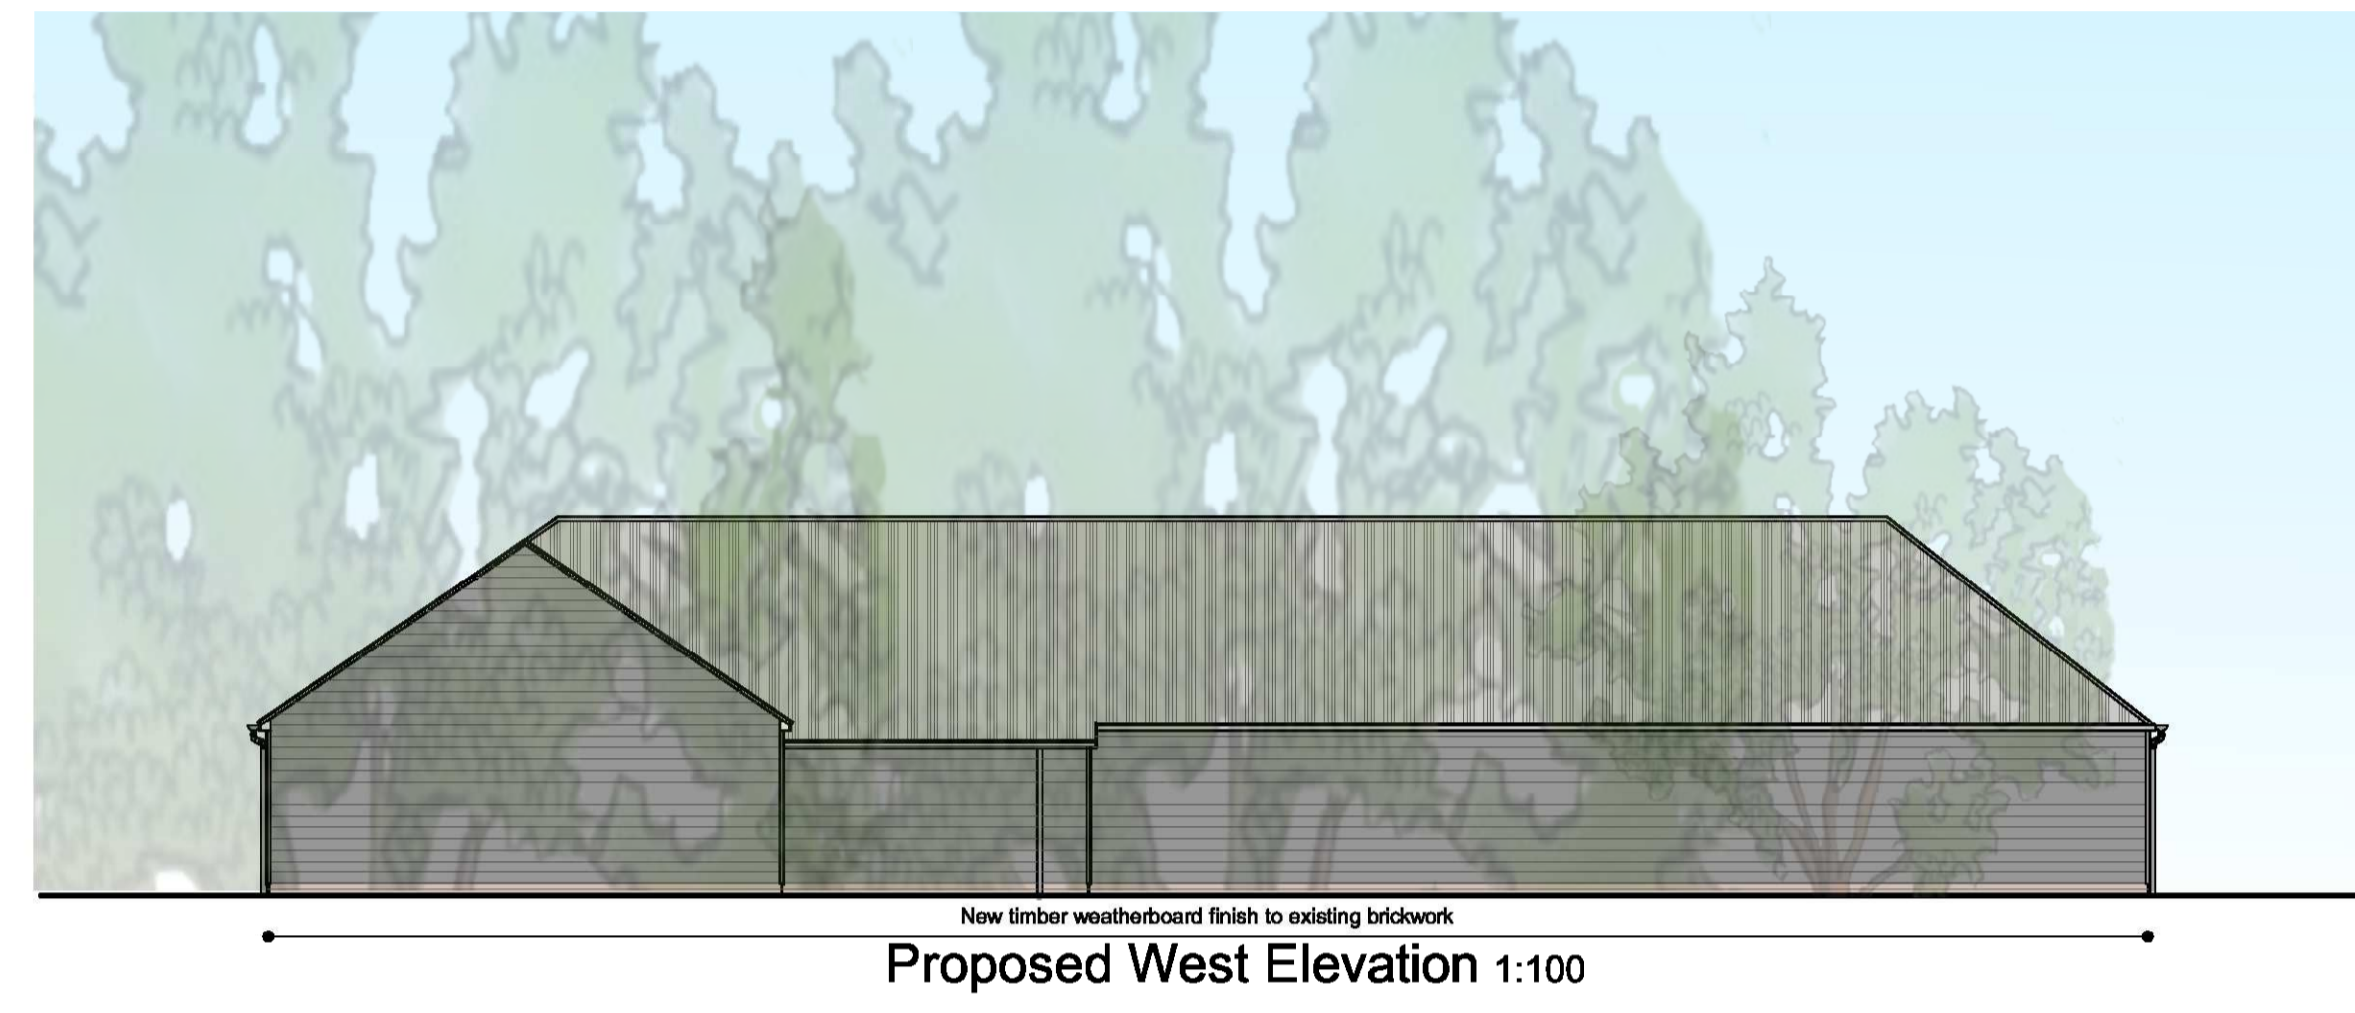 New timber weatherboard finish to existing brickwork
Proposed West Elevation 1:100